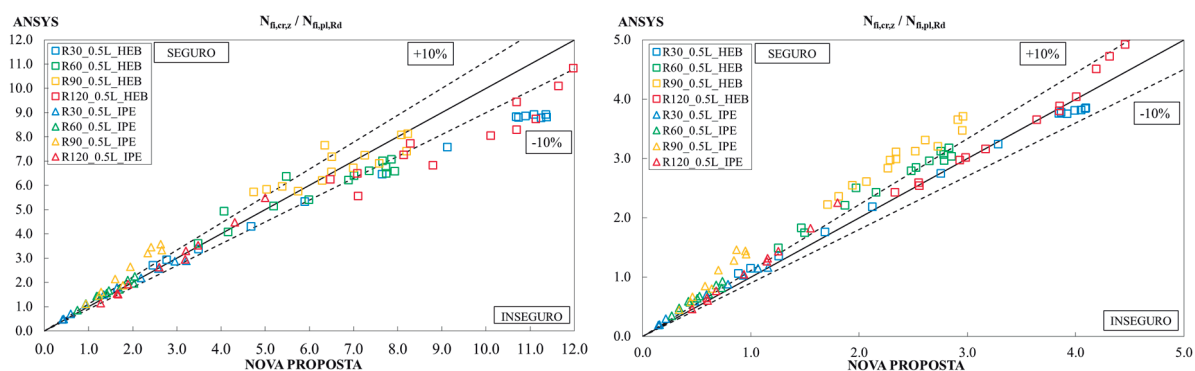 ANSYS
N_fi,cr,z / N_fi,pl,Rd
12.0
11.0
10.0
9.0
8.0
7.0
6.0
5.0
4.0
3.0
2.0
1.0
0.0
R30_0.5L_HEB
R60_0.5L_HEB
R90_0.5L_HEB
R120_0.5L_HEB
R30_0.5L_IPE
R60_0.5L_IPE
R90_0.5L_IPE
R120_0.5L_IPE
SEGURO
+10%
-10%
INSEGURO
0.0 1.0 2.0 3.0 4.0 5.0 6.0 7.0 8.0 9.0 10.0 11.0 12.0
NOVA PROPOSTA
ANSYS
N_fi,cr,z / N_fi,pl,Rd
5.0
4.0
3.0
2.0
1.0
0.0
R30_0.5L_HEB
R60_0.5L_HEB
R90_0.5L_HEB
R120_0.5L_HEB
R30_0.5L_IPE
R60_0.5L_IPE
R90_0.5L_IPE
R120_0.5L_IPE
SEGURO
+10%
-10%
INSEGURO
0.0 1.0 2.0 3.0 4.0 5.0
NOVA PROPOSTA